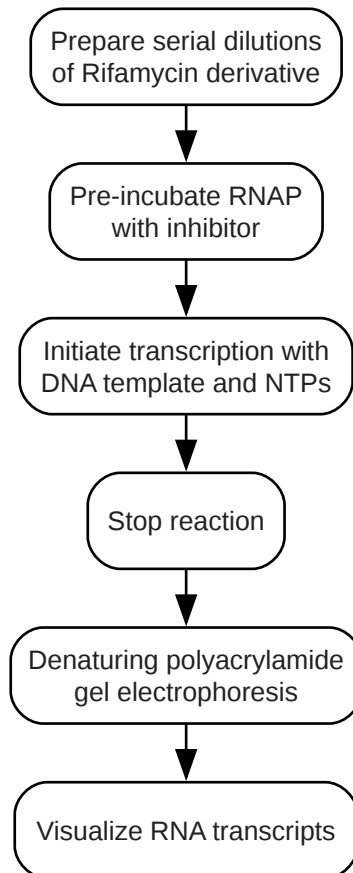 Prepare serial dilutions
of Rifamycin derivative
Pre-incubate RNAP
with inhibitor
Initiate transcription with
DNA template and NTPs
Stop reaction
Denaturing polyacrylamide
gel electrophoresis
Visualize RNA transcripts